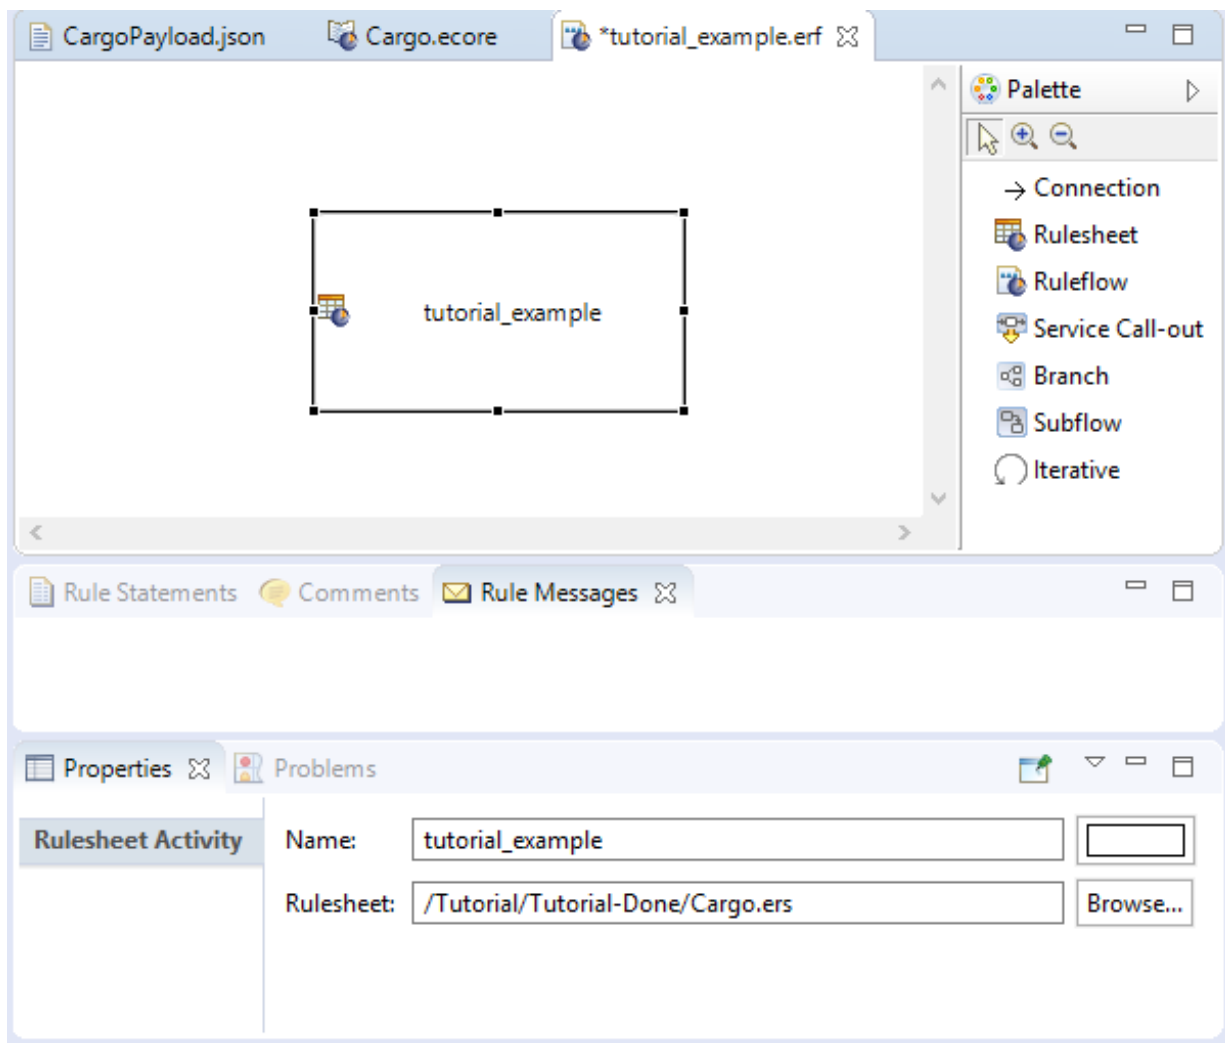 CargoPayload.json Cargo.ecore *tutorial_example.erf
Palette
Connection
Rulesheet
Ruleflow
Service Call-out
Branch
Subflow
Iterative
tutorial_example
Rule Statements Comments Rule Messages
Properties Problems
Rulesheet Activity
Name: tutorial_example
Rulesheet: /Tutorial/Tutorial-Done/Cargo.ers Browse...